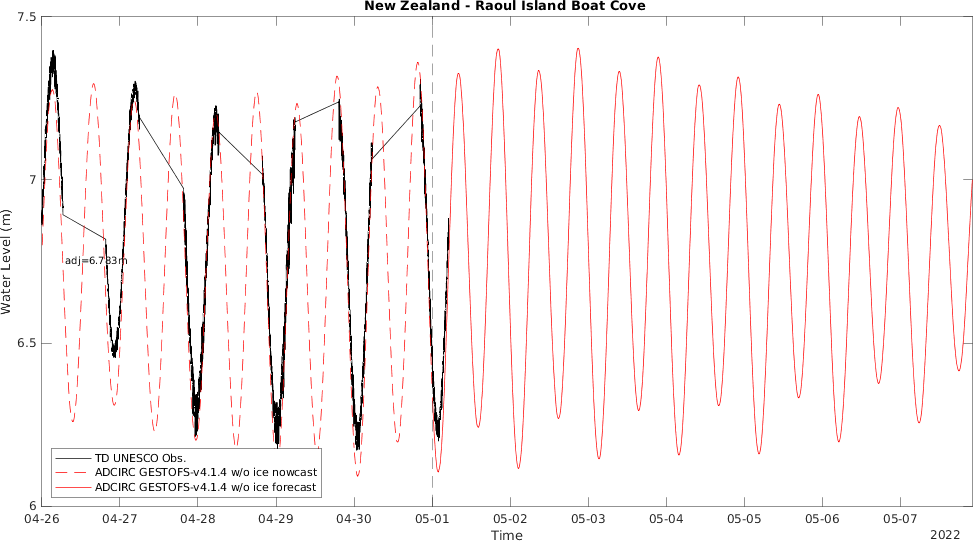 New Zealand - Raoul Island Boat Cove
7.5
7
6.5
6
Water Level (m)
adj=6.783m
TD UNESCO Obs.
ADCIRC GESTOFS-v4.1.4 w/o ice nowcast
ADCIRC GESTOFS-v4.1.4 w/o ice forecast
04-26 04-27 04-28 04-29 04-30 05-01 05-02 05-03 05-04 05-05 05-06 05-07
Time
2022